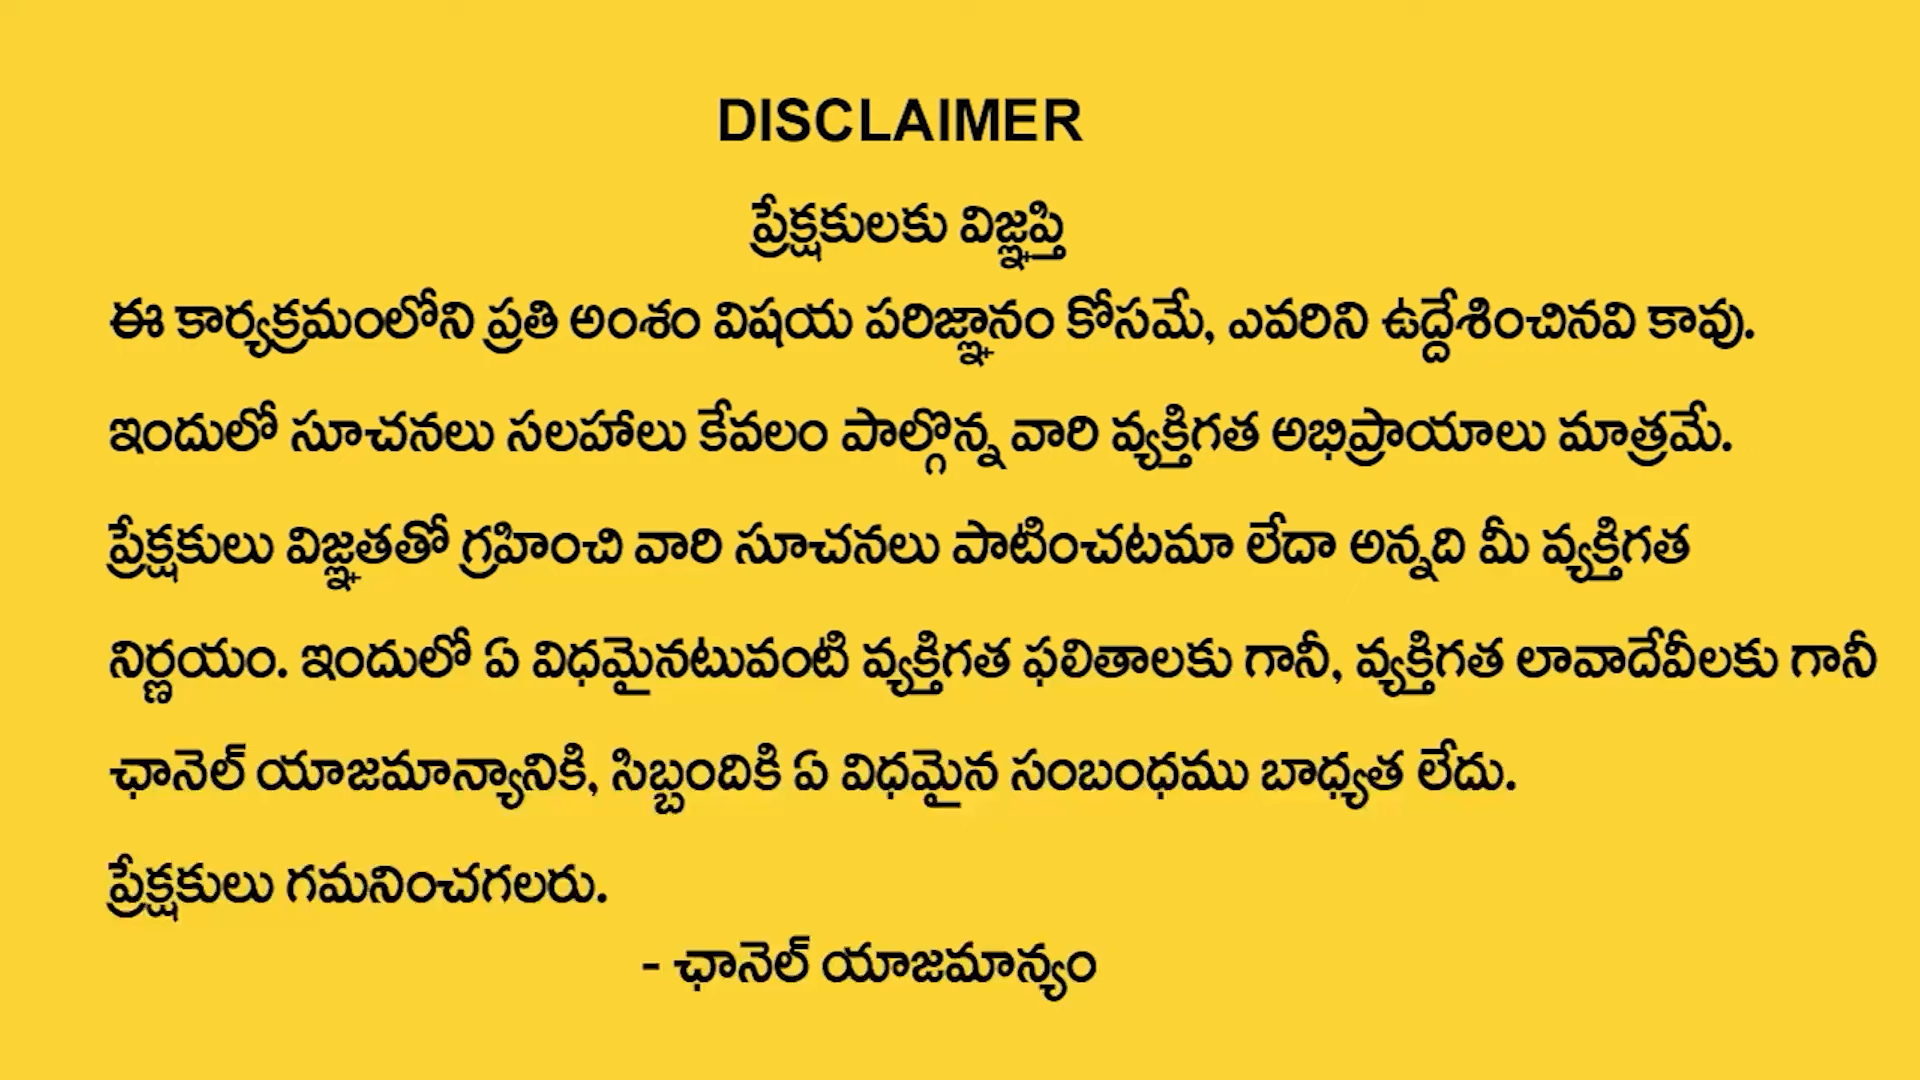 DISCLAIMER
ప్రేక్షకులకు విజ్ఞప్తి
ఈ కార్యక్రమంలోని ప్రతి అంశం విషయ పరిజ్ఞానం కోసమే, ఎవరిని ఉద్దేశించినవి కావు.
ఇందులో సూచనలు సలహాలు కేవలం పాల్గొన్న వారి వ్యక్తిగత అభిప్రాయాలు మాత్రమే.
ప్రేక్షకులు విజ్ఞతతో గ్రహించి వారి సూచనలు పాటించటమా లేదా అన్నది మీ వ్యక్తిగత
నిర్ణయం. ఇందులో ఏ విధమైనటువంటి వ్యక్తిగత ఫలితాలకు గానీ, వ్యక్తిగత లావాదేవీలకు గానీ
ఛానెల్ యాజమాన్యానికి, సిబ్బందికి ఏ విధమైన సంబంధము బాధ్యత లేదు.
ప్రేక్షకులు గమనించగలరు.
- ఛానెల్ యాజమాన్యం